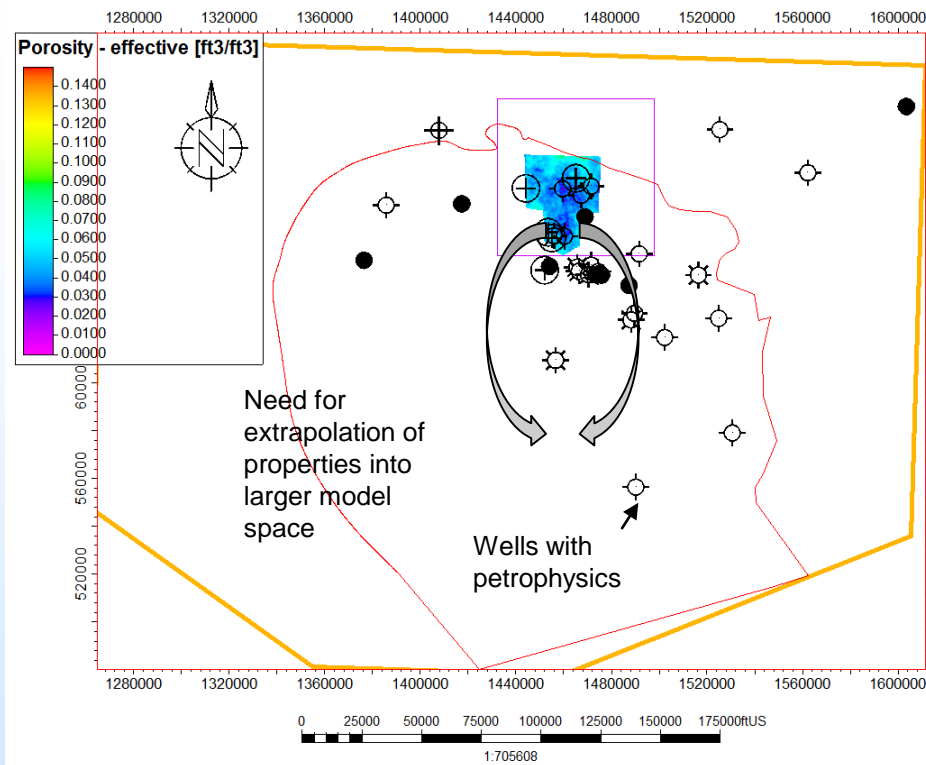 1280000 1320000 1360000 1400000 1440000 1480000 1520000 1560000 1600000
Porosity - effective [ft3/ft3]
0.1400
0.1300
0.1200
0.1100
0.1000
0.0900
0.0800
0.0700
0.0600
0.0500
0.0400
0.0300
0.0200
0.0100
0.0000
N
560000
520000
Need for
extrapolation of
properties into
larger model
space
Wells with
petrophysics
1280000 1320000 1360000 1400000 1440000 1480000 1520000 1560000 1600000
0 25000 50000 75000 100000 125000 150000 175000ftUS
1:705608